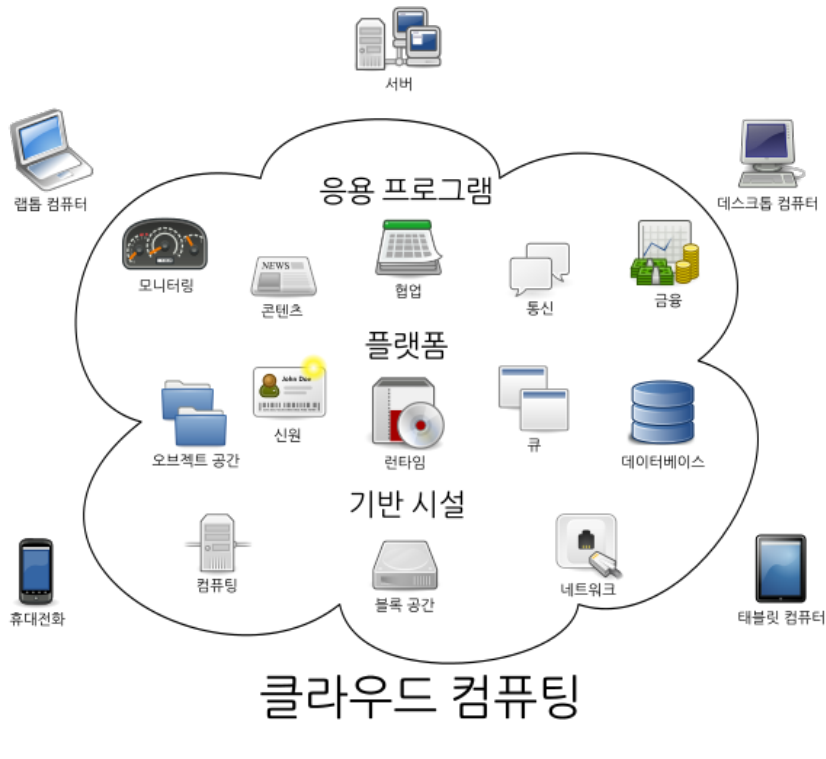 서버
랩톱 컴퓨터
데스크톱 컴퓨터
응용 프로그램
모니터링
NEWS
콘텐츠
협업
통신
금융
플랫폼
John Doe
오브젝트 공간
신원
런타임
큐
데이터베이스
기반 시설
컴퓨팅
블록 공간
네트워크
휴대전화
태블릿 컴퓨터
클라우드 컴퓨팅